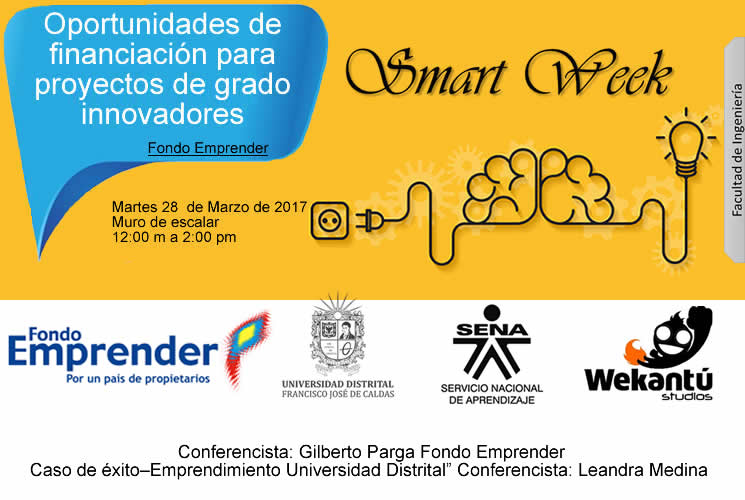 Oportunidades de
financiación para
proyectos de grado
innovadores
Fondo Emprender
Smart Week
Facultad de Ingeniería
Martes 28 de Marzo de 2017
Muro de escalar
12:00 m a 2:00 pm
Fondo
Emprender
Por un país de propietarios
UNIVERSIDAD DISTRITAL
FRANCISCO JOSÉ DE CALDAS
SENA
SERVICIO NACIONAL
DE APRENDIZAJE
Wekantú
studios
Conferencista: Gilberto Parga Fondo Emprender
Caso de éxito–Emprendimiento Universidad Distrital” Conferencista: Leandra Medina